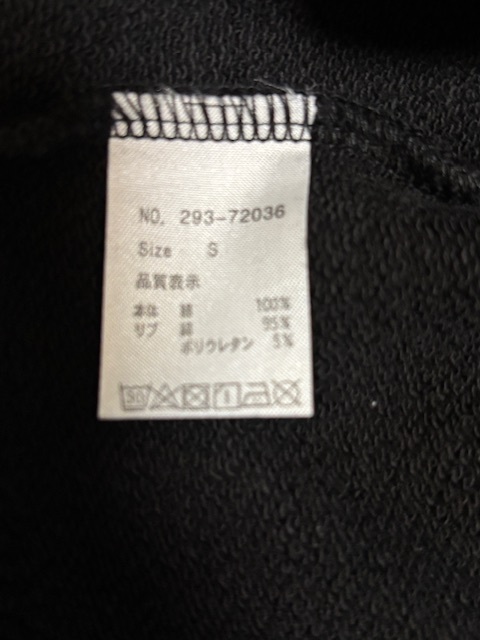 NO. 293-72036
Size S
品質表示
本体 綿 100%
リブ 綿 95%
ポリウレタン 5%